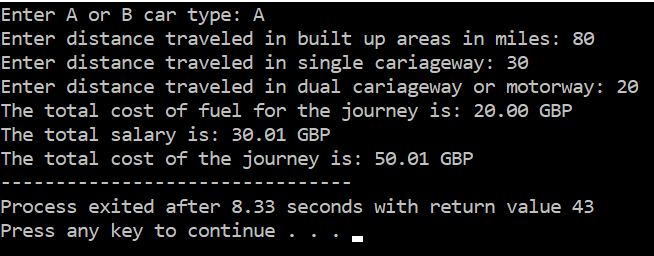 Enter A or B car type: A
Enter distance traveled in built up areas in miles: 80
Enter distance traveled in single cariageway: 30
Enter distance traveled in dual cariageway or motorway: 20
The total cost of fuel for the journey is: 20.00 GBP
The total salary is: 30.01 GBP
The total cost of the journey is: 50.01 GBP
--------------------------------
Process exited after 8.33 seconds with return value 43
Press any key to continue . . .